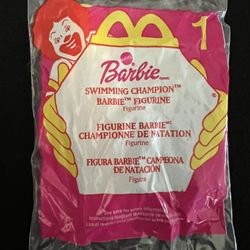 1
Barbie
SWIMMING CHAMPION™
BARBIE™ FIGURINE
Figurine
FIGURINE BARBIE™
CHAMPIONNE DE NATATION
Figurine
FIGURA BARBIE™ CAMPEONA
DE NATACIÓN
Figura